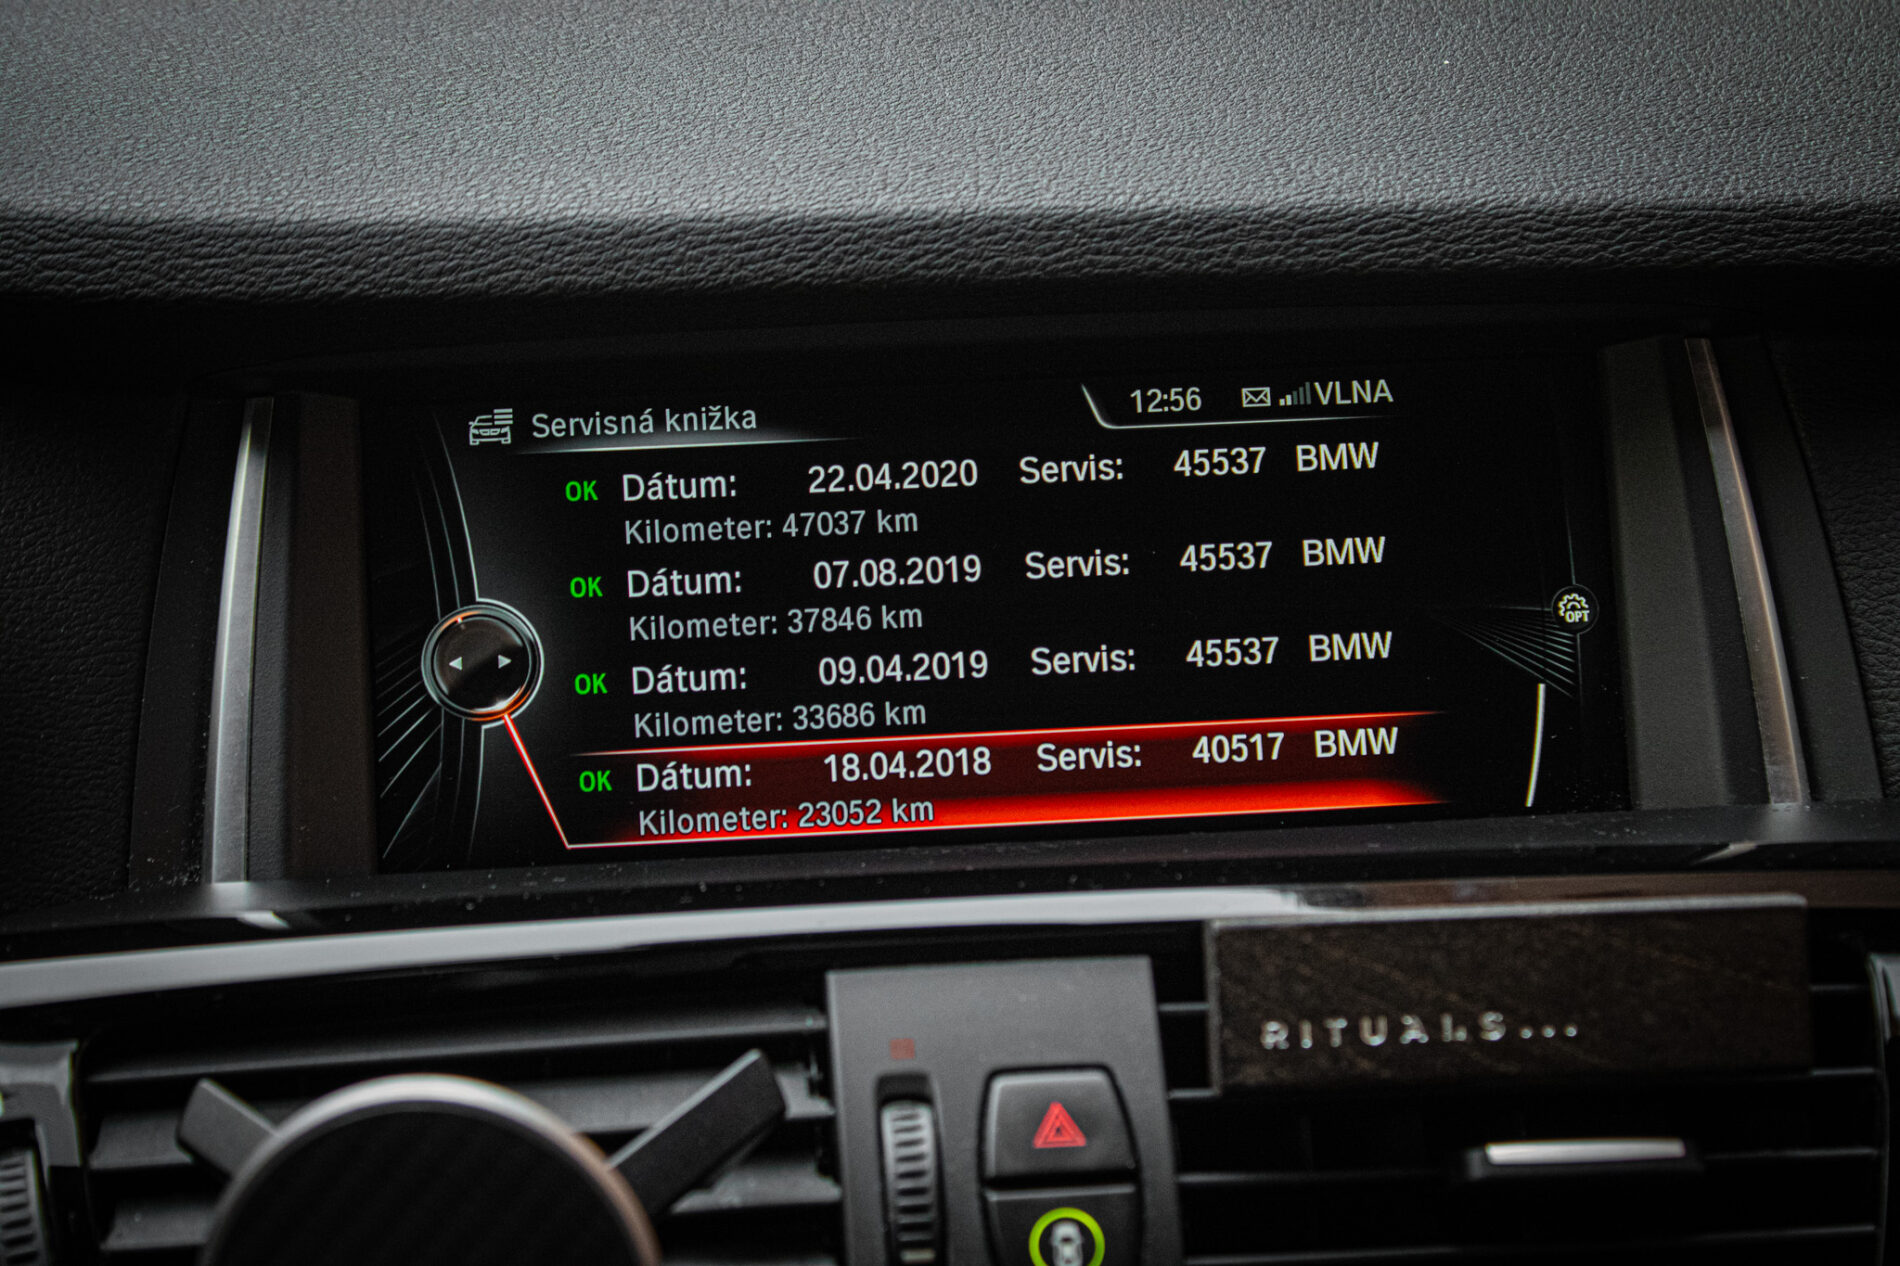 Servisná knižka 12:56 VLNA
OK Dátum: 22.04.2020 Servis: 45537 BMW
Kilometer: 47037 km
OK Dátum: 07.08.2019 Servis: 45537 BMW
Kilometer: 37846 km
OK Dátum: 09.04.2019 Servis: 45537 BMW
Kilometer: 33686 km
OK Dátum: 18.04.2018 Servis: 40517 BMW
Kilometer: 23052 km
OPT
RITUALS...